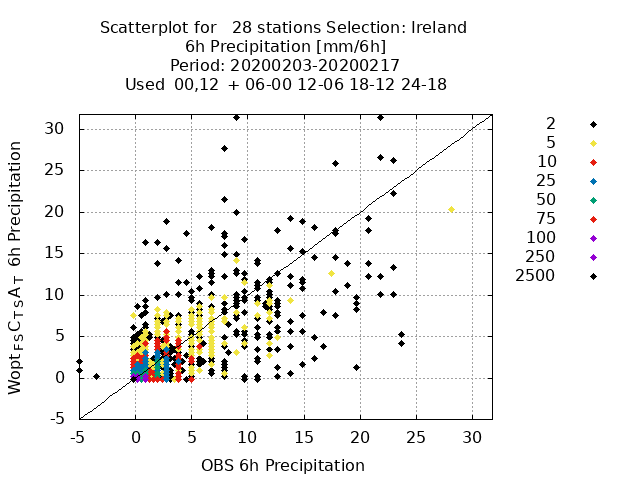 Scatterplot for 28 stations Selection: Ireland
6h Precipitation [mm/6h]
Period: 20200203-20200217
Used 00,12 + 06-00 12-06 18-12 24-18
Wopt_FSC_TSA_T 6h Precipitation
30
25
20
15
10
5
0
-5
-5 0 5 10 15 20 25 30
OBS 6h Precipitation
2
5
10
25
50
75
100
250
2500